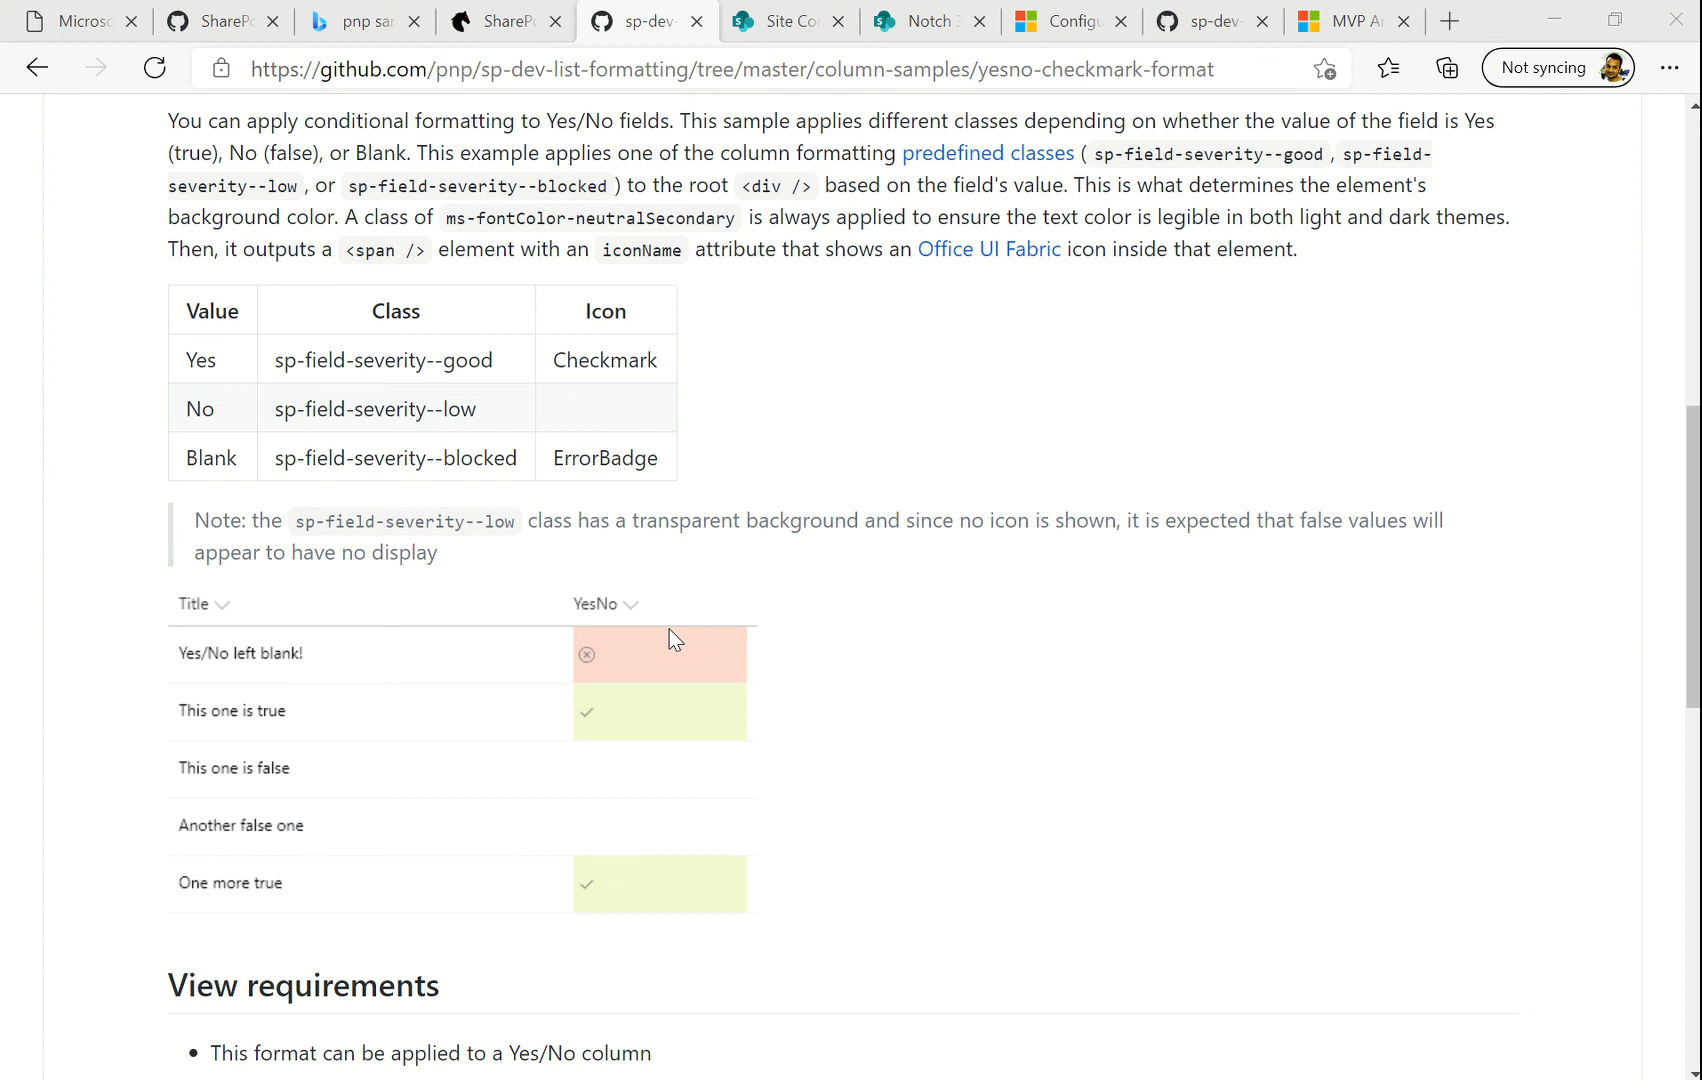 Microsc
SharePc
pnp sar
SharePc
sp-dev-
Site Co
Notch 3
Configu
sp-dev-
MVP Ar
https://github.com/pnp/sp-dev-list-formatting/tree/master/column-samples/yesno-checkmark-format
Not syncing
You can apply conditional formatting to Yes/No fields. This sample applies different classes depending on whether the value of the field is Yes
(true), No (false), or Blank. This example applies one of the column formatting predefined classes ( sp-field-severity--good , sp-field-
severity--low , or sp-field-severity--blocked ) to the root <div /> based on the field's value. This is what determines the element's
background color. A class of ms-fontColor-neutralSecondary is always applied to ensure the text color is legible in both light and dark themes.
Then, it outputs a <span /> element with an iconName attribute that shows an Office UI Fabric icon inside that element.
Value Class Icon
Yes sp-field-severity--good Checkmark
No sp-field-severity--low
Blank sp-field-severity--blocked ErrorBadge
Note: the sp-field-severity--low class has a transparent background and since no icon is shown, it is expected that false values will
appear to have no display
Title YesNo
Yes/No left blank!
This one is true
This one is false
Another false one
One more true
View requirements
• This format can be applied to a Yes/No column